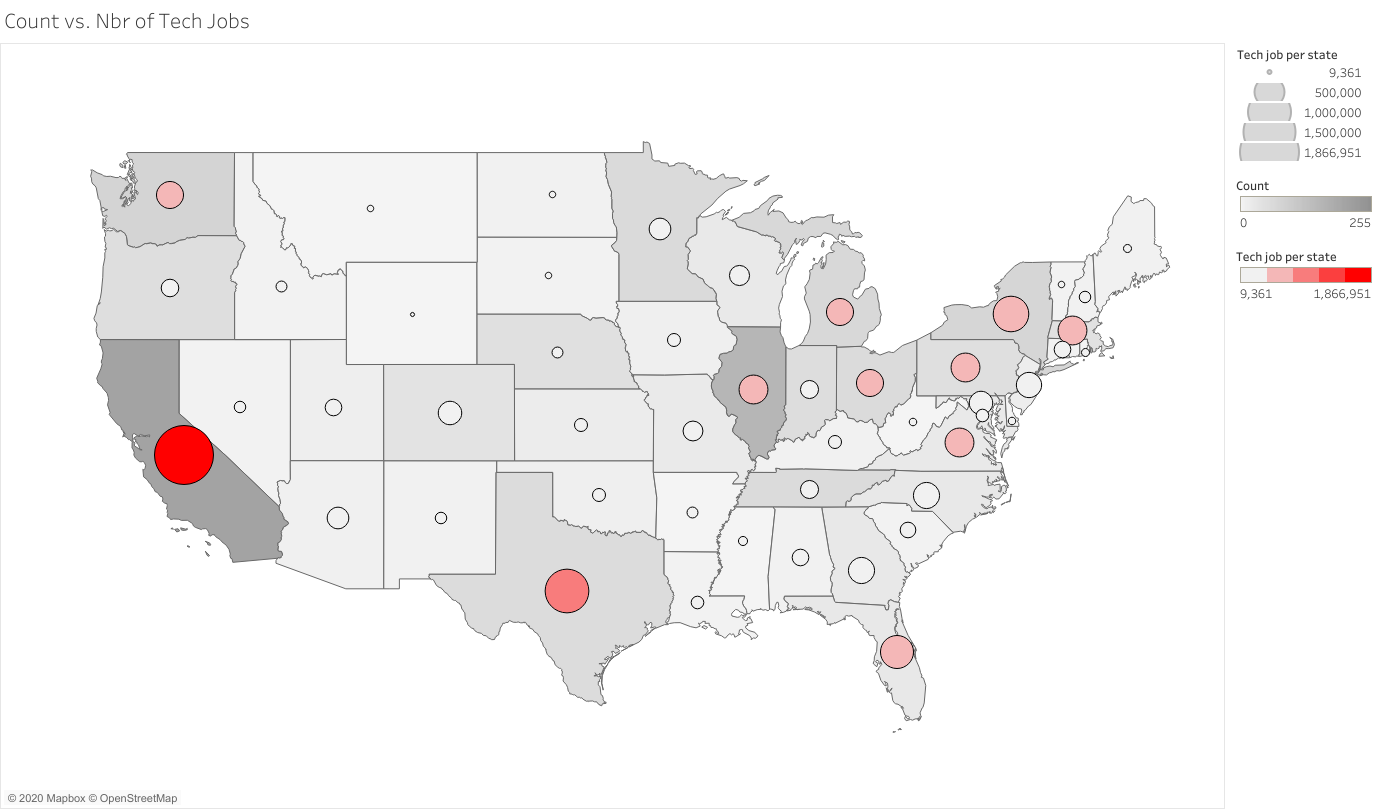 Count vs. Nbr of Tech Jobs
Tech job per state
9,361
500,000
1,000,000
1,500,000
1,866,951
Count
0 255
Tech job per state
9,361 1,866,951
© 2020 Mapbox © OpenStreetMap